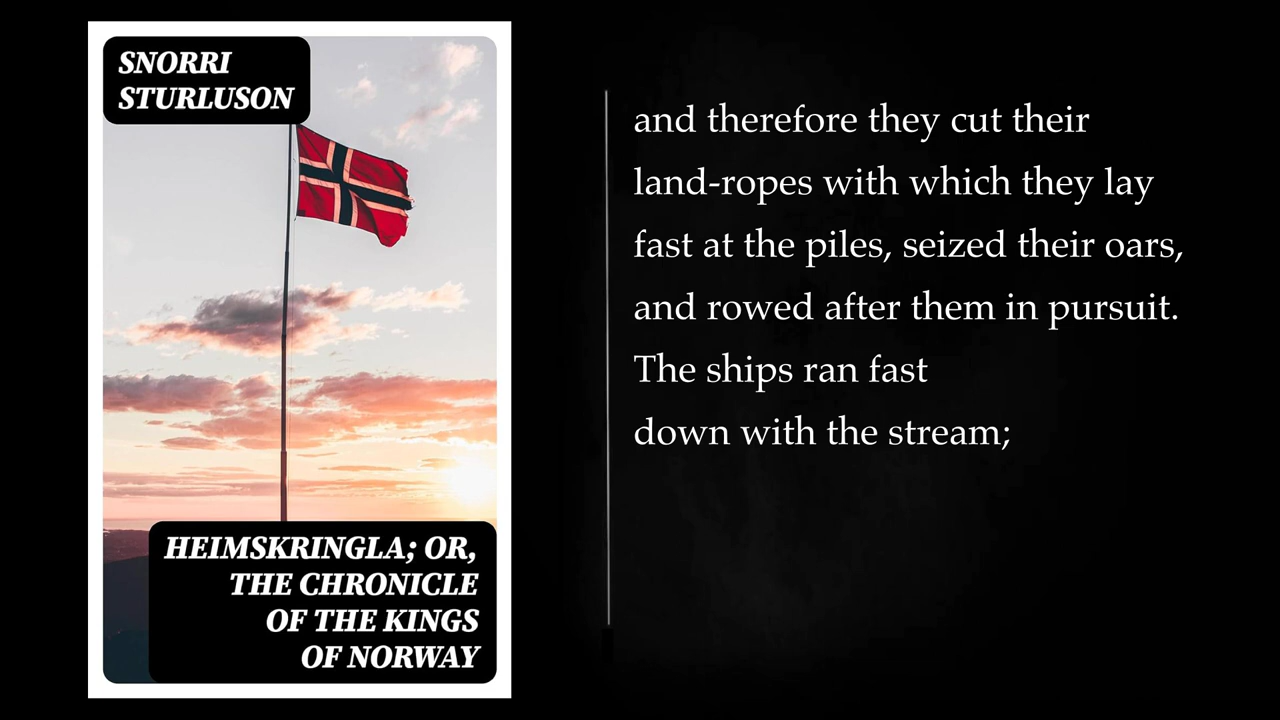 SNORRI
STURLUSON
HEIMSKRINGLA; OR,
THE CHRONICLE
OF THE KINGS
OF NORWAY
and therefore they cut their
land-ropes with which they lay
fast at the piles, seized their oars,
and rowed after them in pursuit.
The ships ran fast
down with the stream;